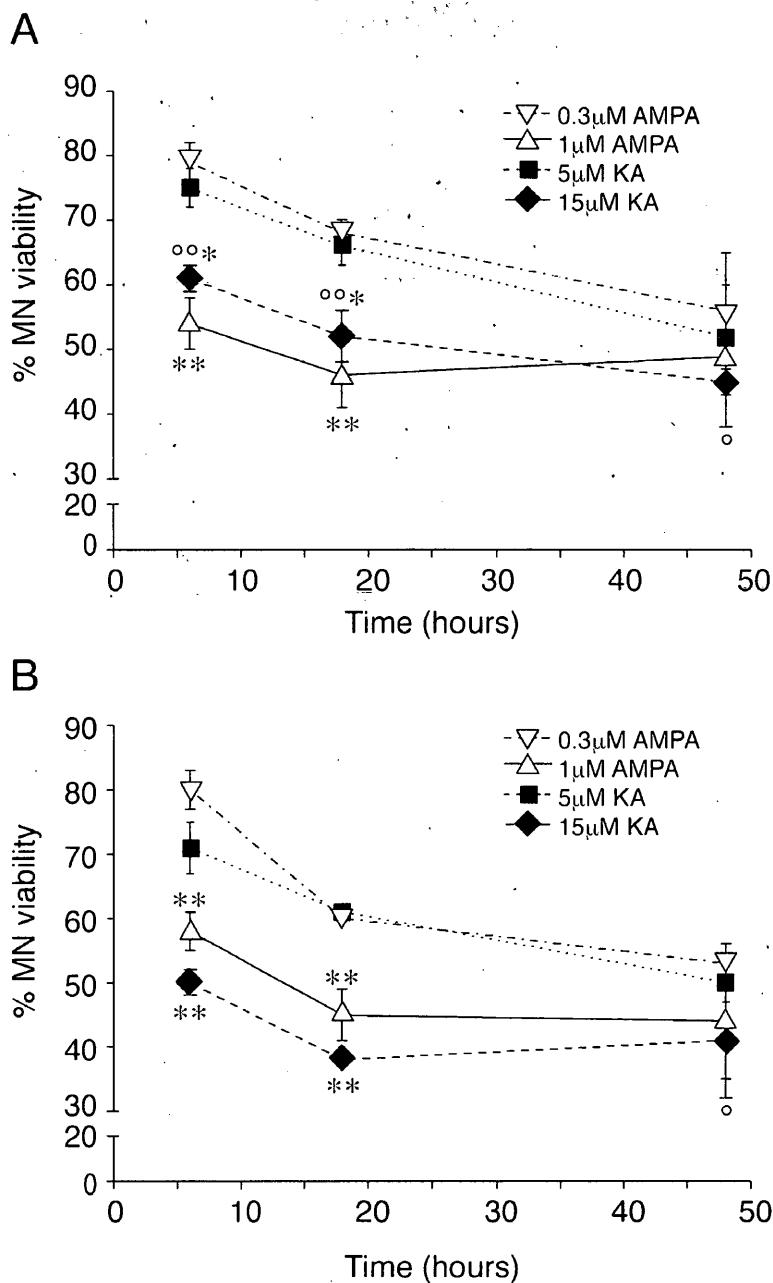 A
90
80
70
60
50
40
30
20
0
% MN viability
0.3μM AMPA
1μM AMPA
5μM KA
15μM KA
°°*
**
°°*
**
°
0 10 20 30 40 50
Time (hours)
B
90
80
70
60
50
40
30
20
0
% MN viability
0.3μM AMPA
1μM AMPA
5μM KA
15μM KA
**
**
**
**
°
0 10 20 30 40 50
Time (hours)